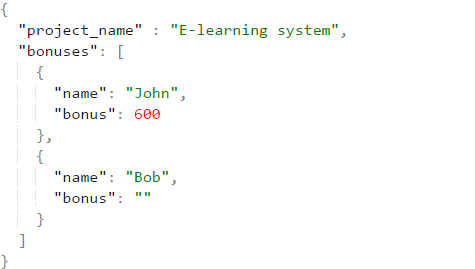 {
  "project_name" : "E-learning system",
  "bonuses": [
    {
      "name": "John",
      "bonus": 600
    },
    {
      "name": "Bob",
      "bonus": ""
    }
  ]
}